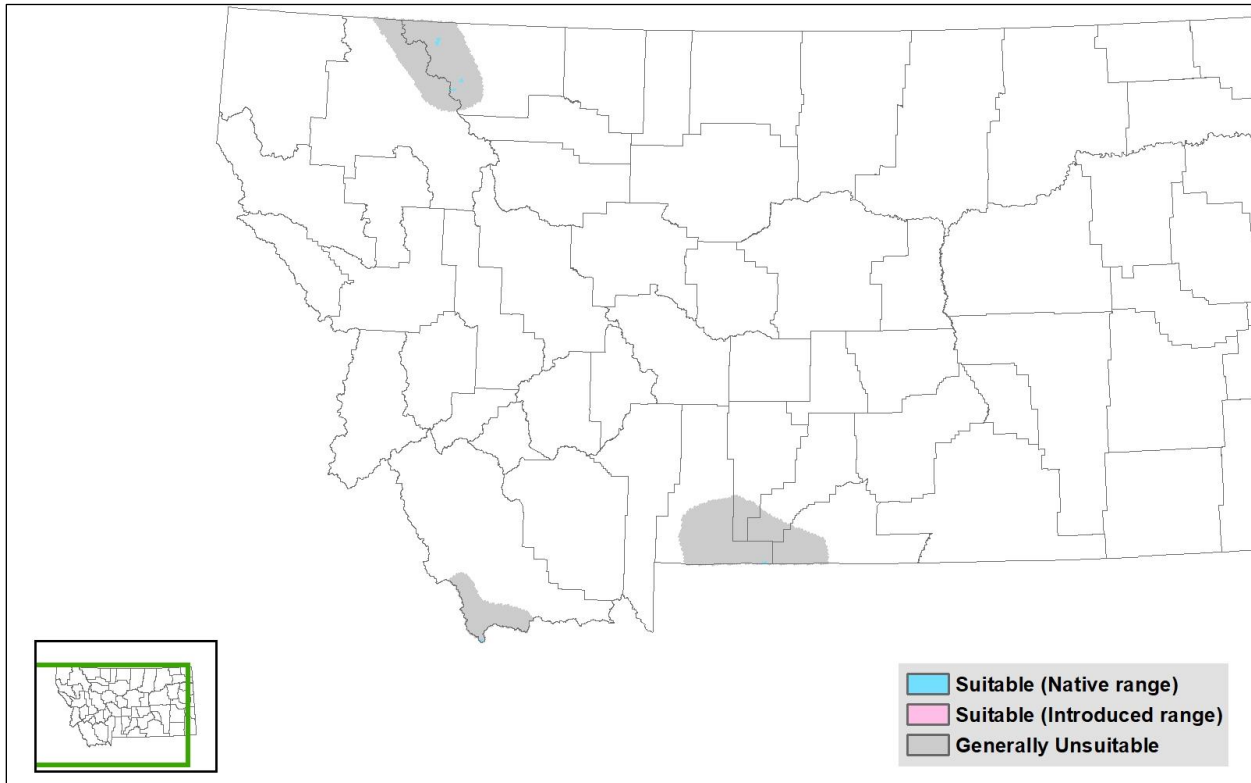 Suitable (Native range)
Suitable (Introduced range)
Generally Unsuitable